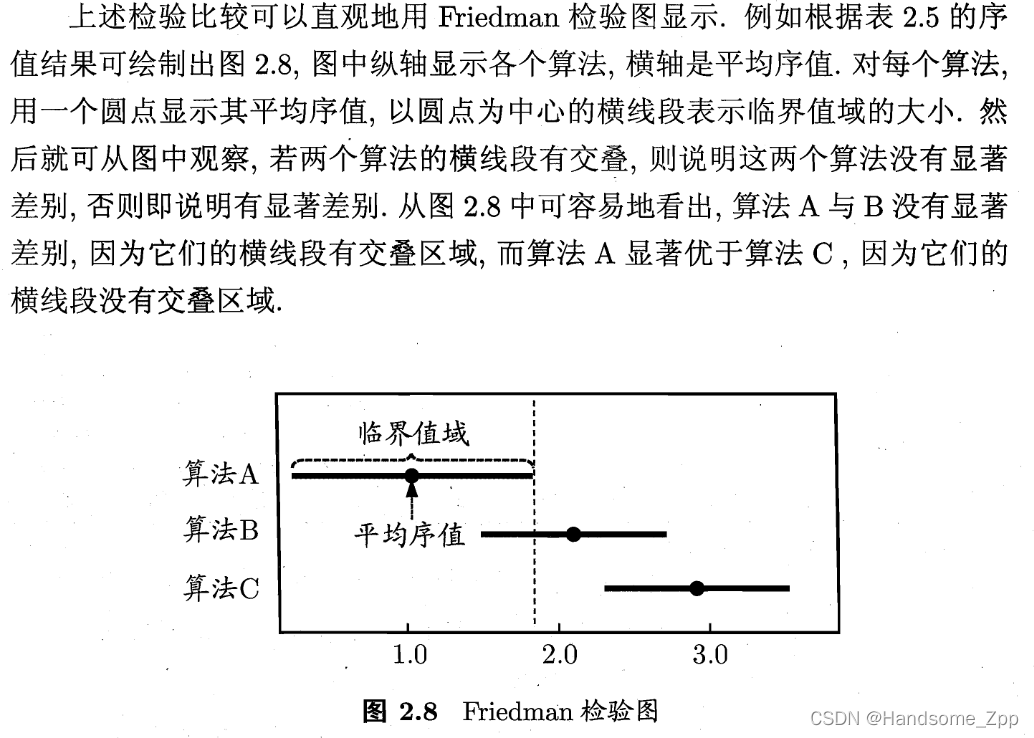 上述检验比较可以直观地用 Friedman 检验图显示. 例如根据表 2.5 的序
值结果可绘制出图 2.8, 图中纵轴显示各个算法, 横轴是平均序值. 对每个算法,
用一个圆点显示其平均序值, 以圆点为中心的横线段表示临界值域的大小. 然
后就可从图中观察, 若两个算法的横线段有交叠, 则说明这两个算法没有显著
差别, 否则即说明有显著差别. 从图 2.8 中可容易地看出, 算法 A 与 B 没有显著
差别, 因为它们的横线段有交叠区域, 而算法 A 显著优于算法 C , 因为它们的
横线段没有交叠区域.
临界值域
算法A
平均序值
算法B
算法C
1.0 2.0 3.0
图 2.8 Friedman 检验图
CSDN @Handsome_Zpp